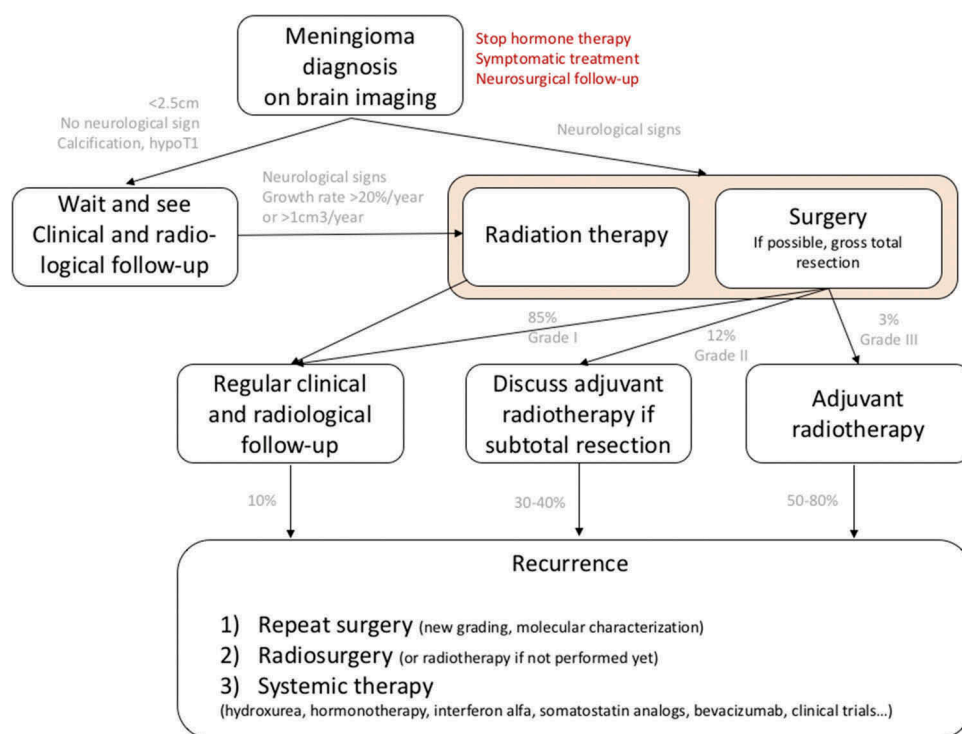 Meningioma
diagnosis
on brain imaging
Stop hormone therapy
Symptomatic treatment
Neurosurgical follow-up
<2.5cm
No neurological sign
Calcification, hypoT1
Neurological signs
Wait and see
Clinical and radio-
logical follow-up
Neurological signs
Growth rate >20%/year
or >1cm3/year
Radiation therapy
Surgery
If possible, gross total
resection
85%
Grade I
12%
Grade II
3%
Grade III
Regular clinical
and radiological
follow-up
Discuss adjuvant
radiotherapy if
subtotal resection
Adjuvant
radiotherapy
10%
30-40%
50-80%
Recurrence
1) Repeat surgery (new grading, molecular characterization)
2) Radiosurgery (or radiotherapy if not performed yet)
3) Systemic therapy
(hydroxurea, hormonotherapy, interferon alfa, somatostatin analogs, bevacizumab, clinical trials...)